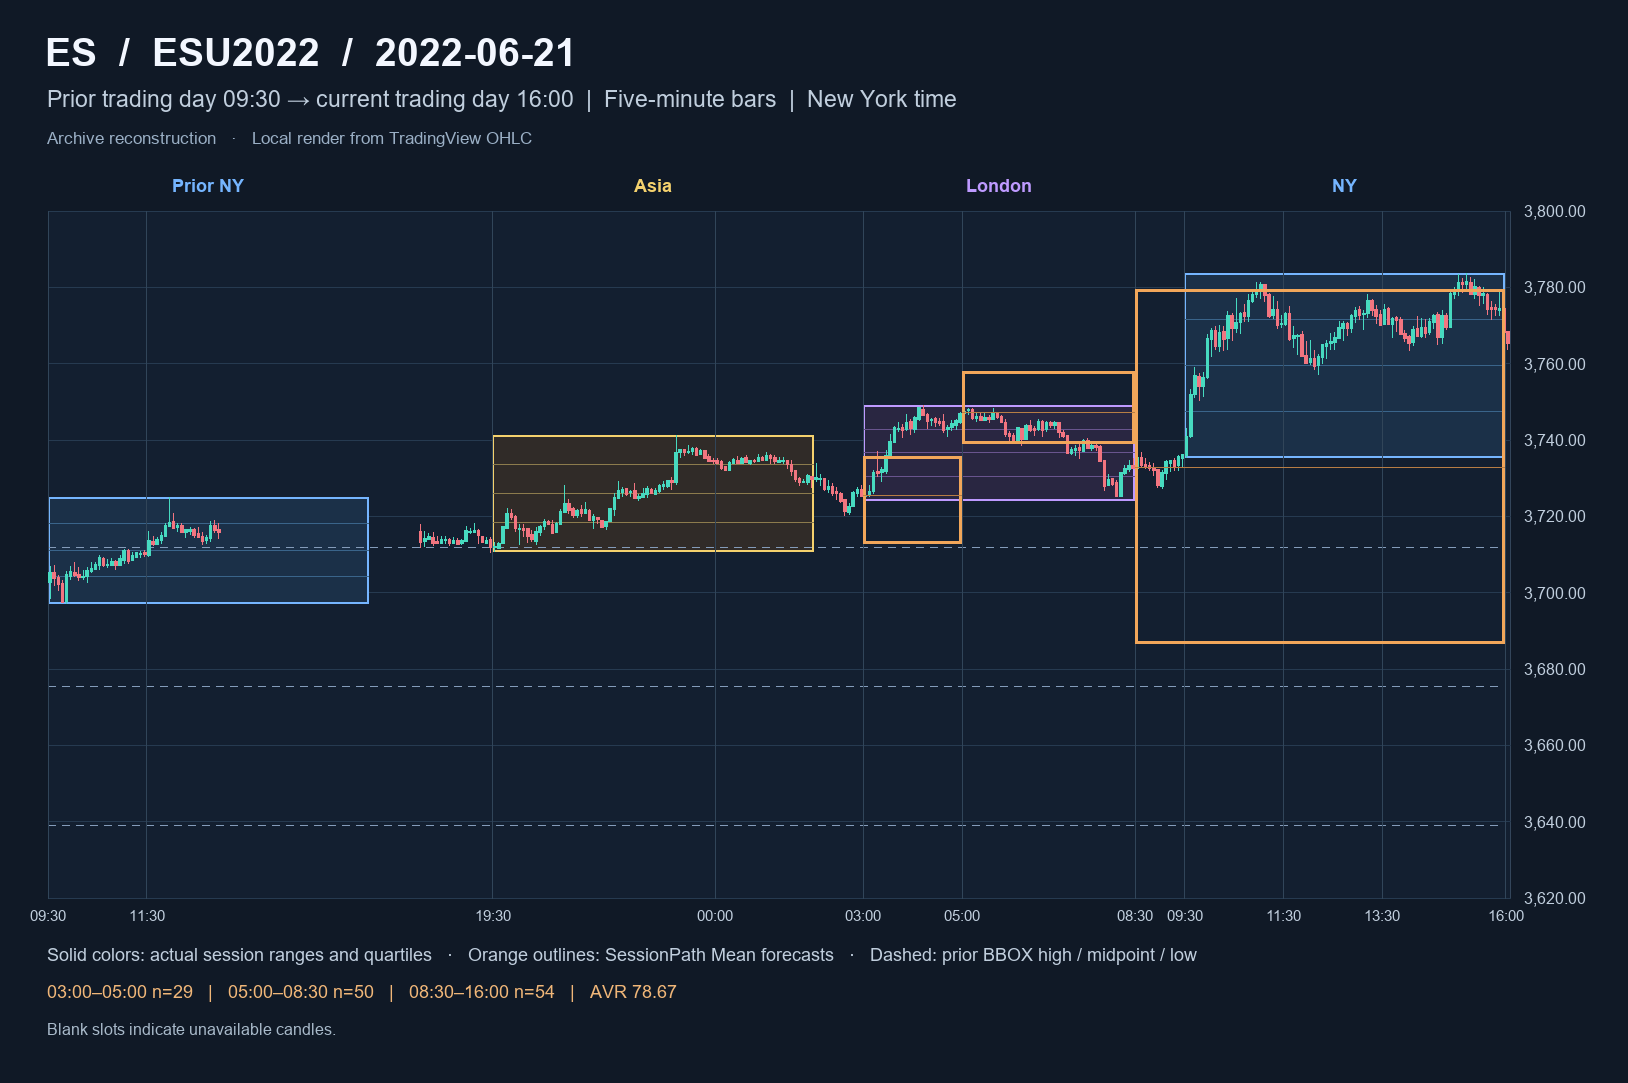 ES / ESU2022 / 2022-06-21
Prior trading day 09:30 → current trading day 16:00 | Five-minute bars | New York time
Archive reconstruction · Local render from TradingView OHLC
Prior NY Asia London NY
3,800.00
3,780.00
3,760.00
3,740.00
3,720.00
3,700.00
3,680.00
3,660.00
3,640.00
3,620.00
09:30 11:30 19:30 00:00 03:00 05:00 08:30 09:30 11:30 13:30 16:00
Solid colors: actual session ranges and quartiles · Orange outlines: SessionPath Mean forecasts · Dashed: prior BBOX high / midpoint / low
03:00–05:00 n=29 | 05:00–08:30 n=50 | 08:30–16:00 n=54 | AVR 78.67
Blank slots indicate unavailable candles.